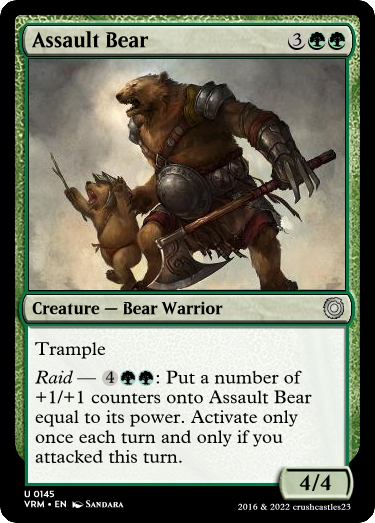 Assault Bear 3
Creature — Bear Warrior
Trample
Raid — 4: Put a number of
+1/+1 counters onto Assault Bear
equal to its power. Activate only
once each turn and only if you
attacked this turn.
4/4
U 0145
VRM • EN Sandara
2016 & 2022 crushcastles23